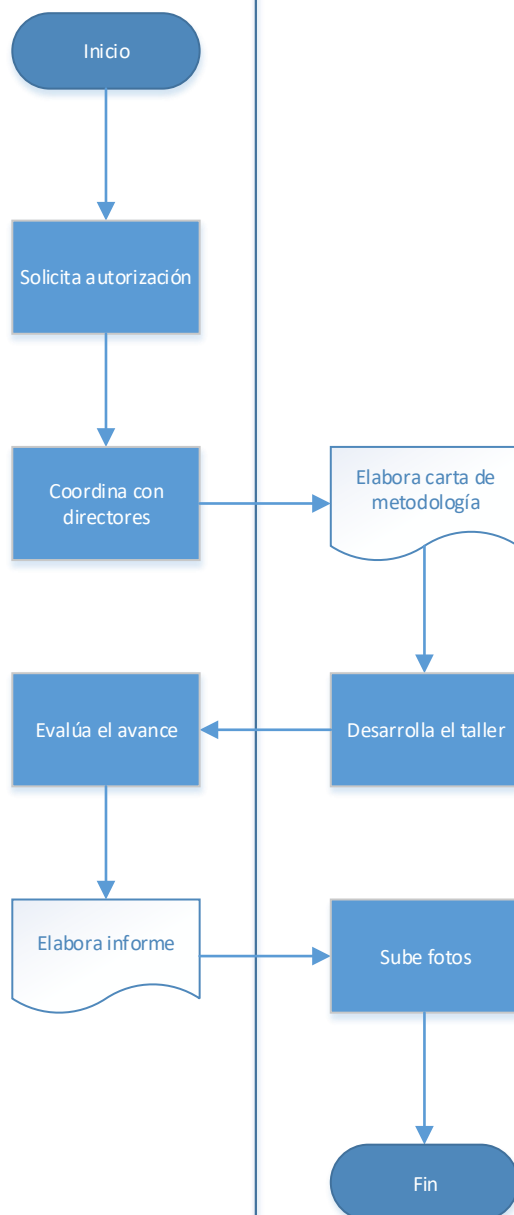 Inicio
Solicita autorización
Coordina con
directores
Elabora carta de
metodología
Desarrolla el taller
Evalúa el avance
Elabora informe
Sube fotos
Fin